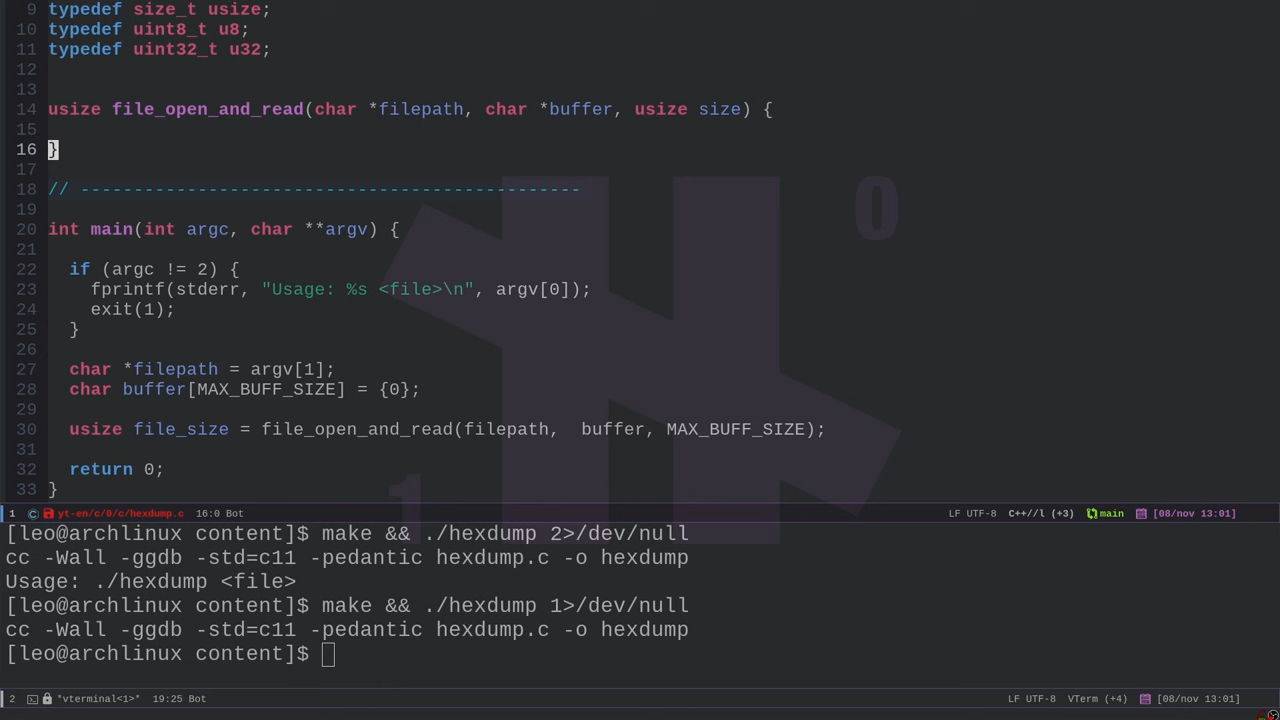 9 typedef size_t usize;
10 typedef uint8_t u8;
11 typedef uint32_t u32;
12
13
14 usize file_open_and_read(char *filepath, char *buffer, usize size) {
15
16 }
17
18 // -----------------------------------------------
19
20 int main(int argc, char **argv) {
21
22   if (argc != 2) {
23     fprintf(stderr, "Usage: %s <file>\n", argv[0]);
24     exit(1);
25   }
26
27   char *filepath = argv[1];
28   char buffer[MAX_BUFF_SIZE] = {0};
29
30   usize file_size = file_open_and_read(filepath,  buffer, MAX_BUFF_SIZE);
31
32   return 0;
33 }
0
1
1 yt-en/c/0/c/hexdump.c 16:0 Bot LF UTF-8 C++//l (+3) main [08/nov 13:01]
[leo@archlinux content]$ make && ./hexdump 2>/dev/null
cc -Wall -ggdb -std=c11 -pedantic hexdump.c -o hexdump
Usage: ./hexdump <file>
[leo@archlinux content]$ make && ./hexdump 1>/dev/null
cc -Wall -ggdb -std=c11 -pedantic hexdump.c -o hexdump
[leo@archlinux content]$
2 *vterminal<1>* 19:25 Bot LF UTF-8 VTerm (+4) [08/nov 13:01]